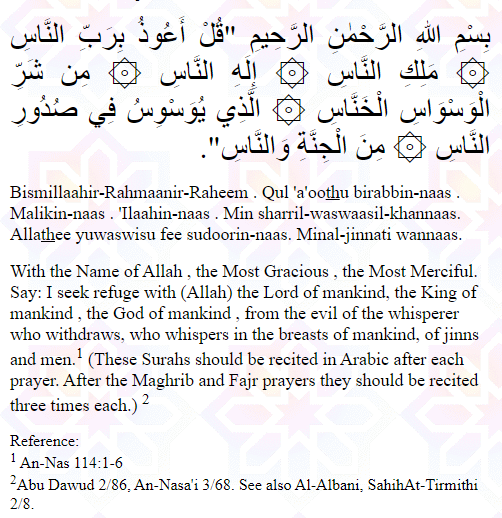 بِسْمِ اللهِ الرَّحْمٰنِ الرَّحِيمِ "قُلْ أَعُوذُ بِرَبِّ النَّاسِ
۞ مَلِكِ النَّاسِ ۞ إِلَهِ النَّاسِ ۞ مِن شَرِّ
الْوَسْوَاسِ الْخَنَّاسِ ۞ الَّذِي يُوَسْوِسُ فِي صُدُورِ
النَّاسِ ۞ مِنَ الْجِنَّةِ وَالنَّاسِ".
Bismillaahir-Rahmaanir-Raheem . Qul 'a'oothu birabbin-naas .
Malikin-naas . 'Ilaahin-naas . Min sharril-waswaasil-khannaas.
Allathee yuwaswisu fee sudoorin-naas. Minal-jinnati wannaas.
With the Name of Allah , the Most Gracious , the Most Merciful.
Say: I seek refuge with (Allah) the Lord of mankind, the King of
mankind , the God of mankind , from the evil of the whisperer
who withdraws, who whispers in the breasts of mankind, of jinns
and men.1 (These Surahs should be recited in Arabic after each
prayer. After the Maghrib and Fajr prayers they should be recited
three times each.) 2
Reference:
1 An-Nas 114:1-6
2Abu Dawud 2/86, An-Nasa'i 3/68. See also Al-Albani, SahihAt-Tirmithi
2/8.